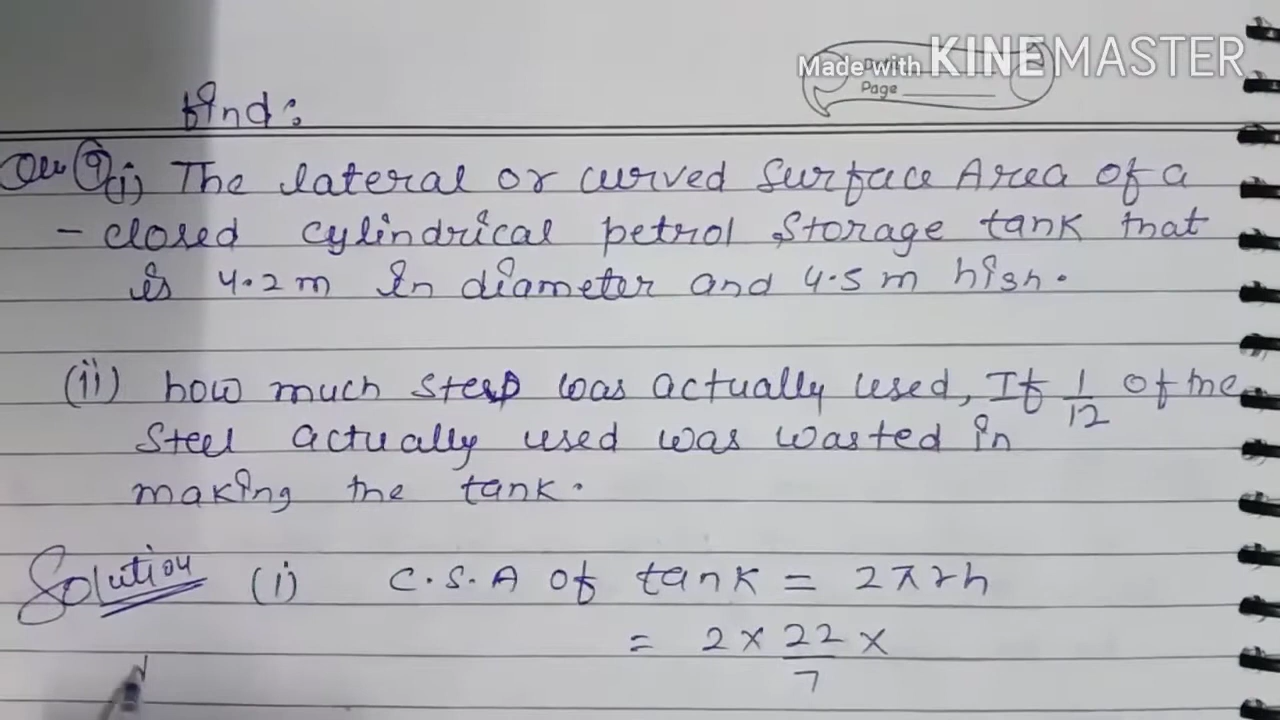 Made with KINEMASTER
Page
find:
Que 9 (i) The lateral or curved Surface Area of a
- closed cylindrical petrol storage tank that
is 4.2 m in diameter and 4.5 m high.
(ii) how much steel was actually used, If 1/12 of the
Steel actually used was wasted in
making the tank.
Solution (i) C.S.A of tank = 2πrh
= 2 × 22/7 ×